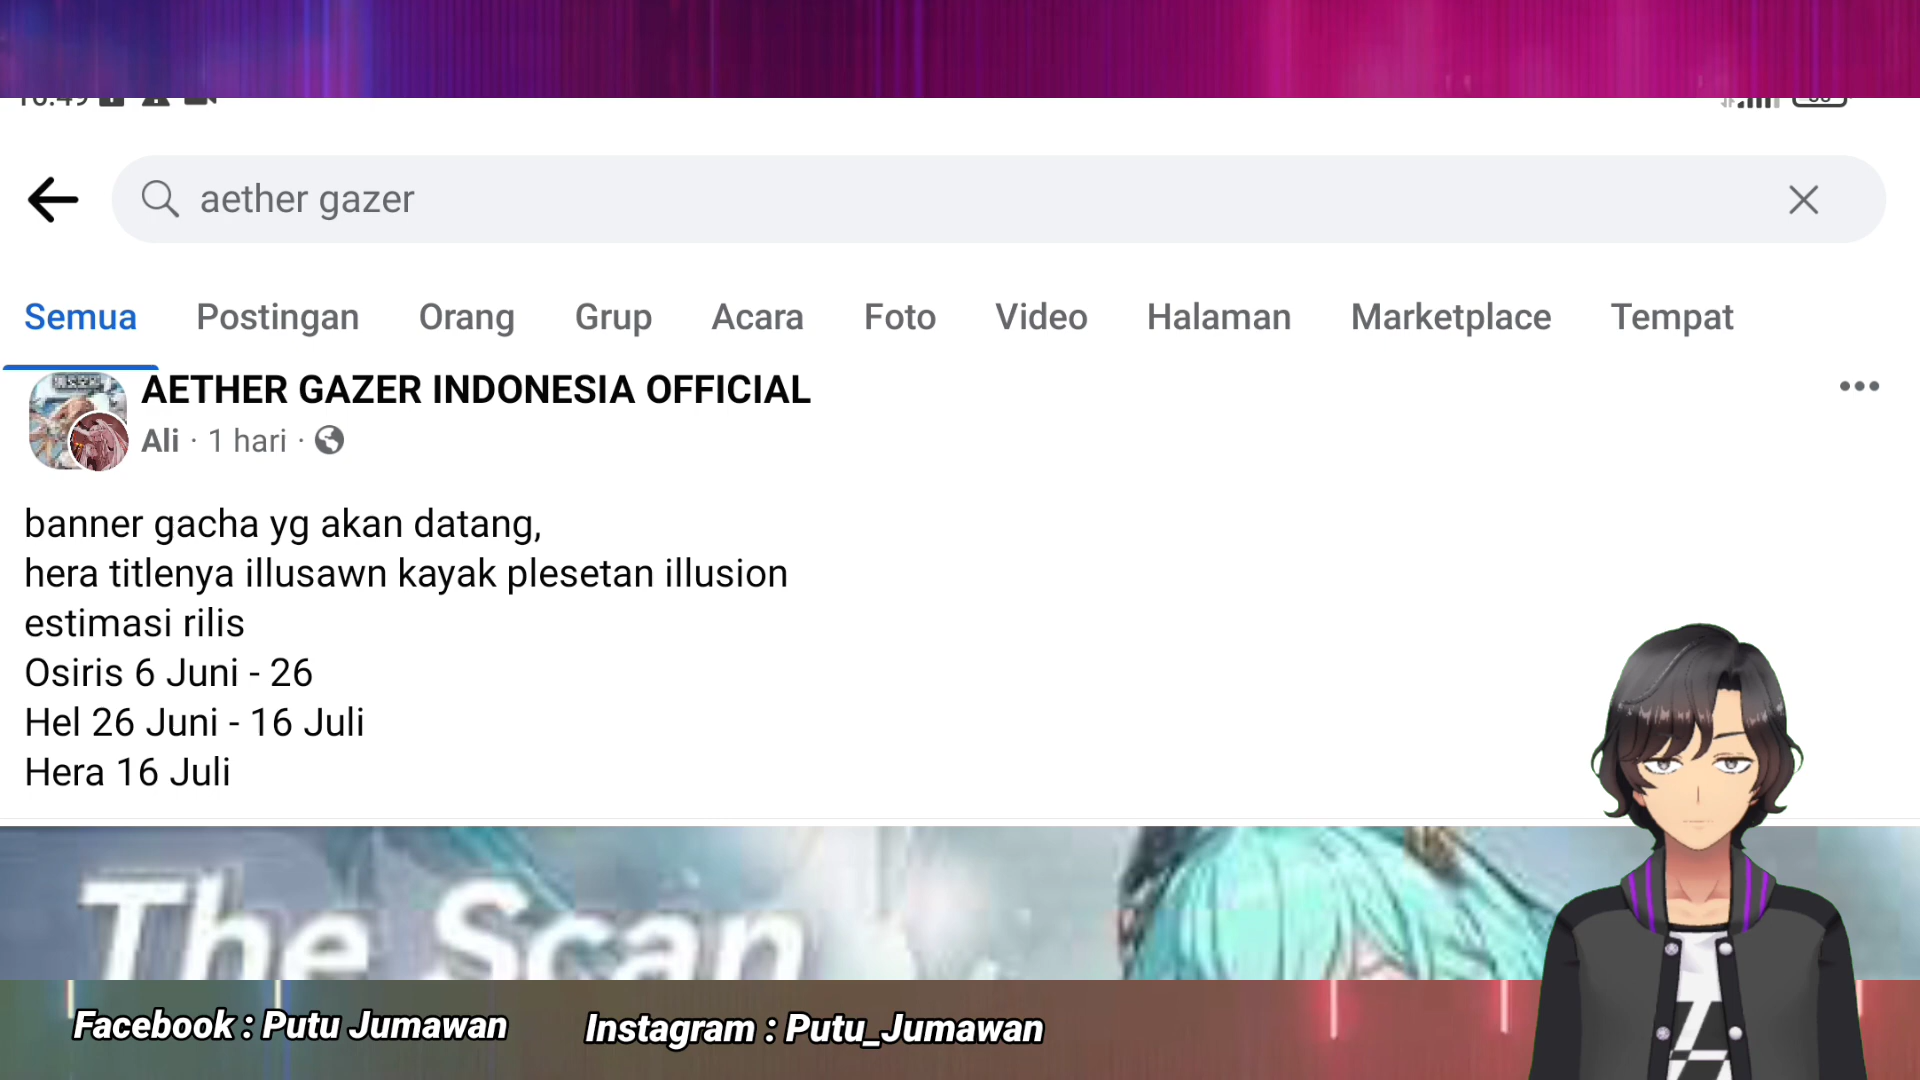 aether gazer
Semua Postingan Orang Grup Acara Foto Video Halaman Marketplace Tempat
AETHER GAZER INDONESIA OFFICIAL
Ali · 1 hari ·
banner gacha yg akan datang,
hera titlenya illusawn kayak plesetan illusion
estimasi rilis
Osiris 6 Juni - 26
Hel 26 Juni - 16 Juli
Hera 16 Juli
The Scan
Facebook : Putu Jumawan Instagram : Putu_Jumawan